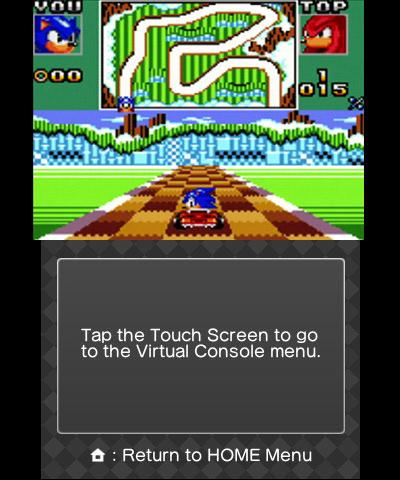 YOU
TOP
00
1
015
Tap the Touch Screen to go
to the Virtual Console menu.
: Return to HOME Menu